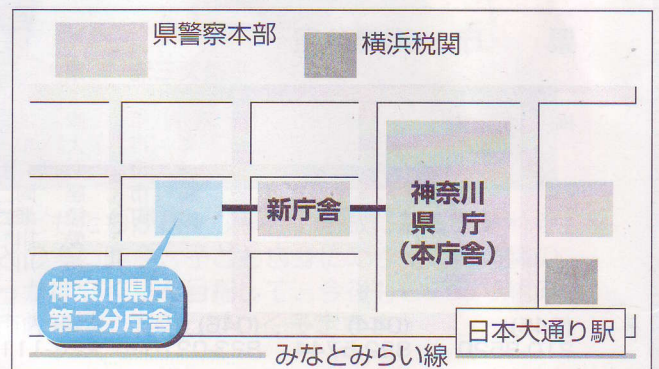 県警察本部
横浜税関
新庁舎
神奈川
県 庁
(本庁舎)
神奈川県庁
第二分庁舎
日本大通り駅
みなとみらい線